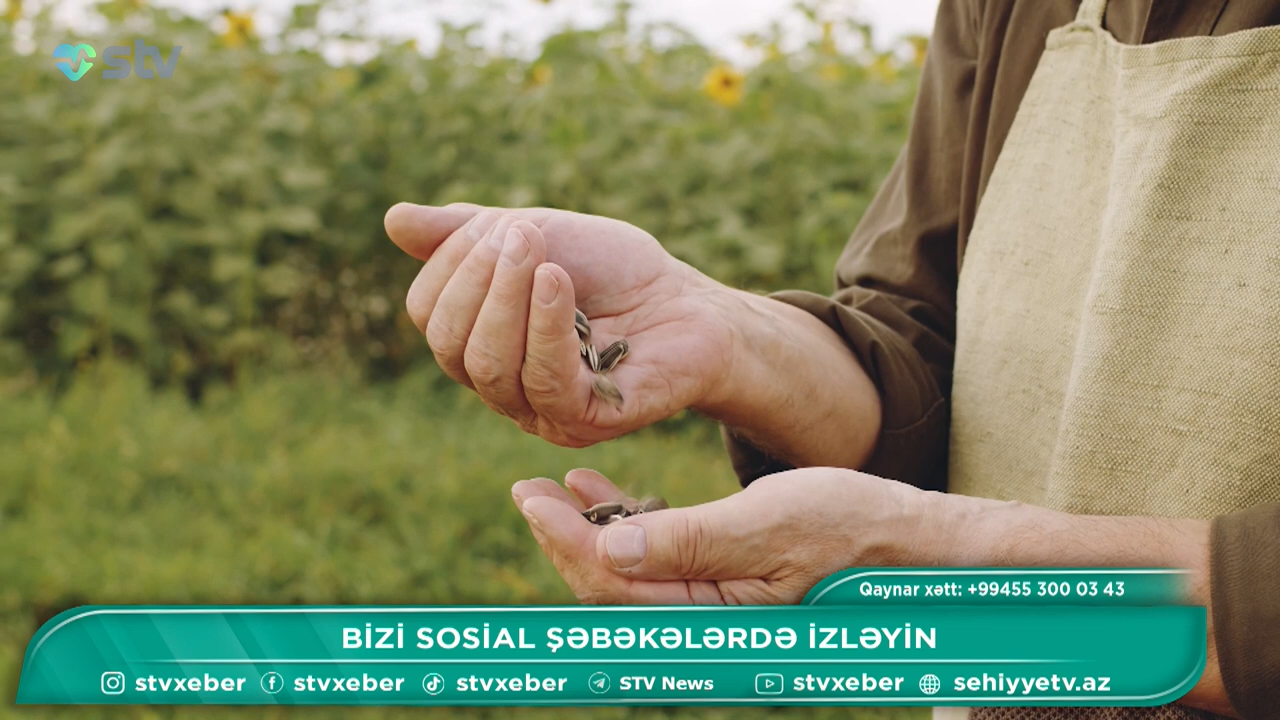 stv
Qaynar xətt: +99455 300 03 43
BİZİ SOSİAL ŞƏBƏKƏLƏRDƏ İZLƏYİN
stvxeber stvxeber stvxeber STV News stvxeber sehiyyetv.az